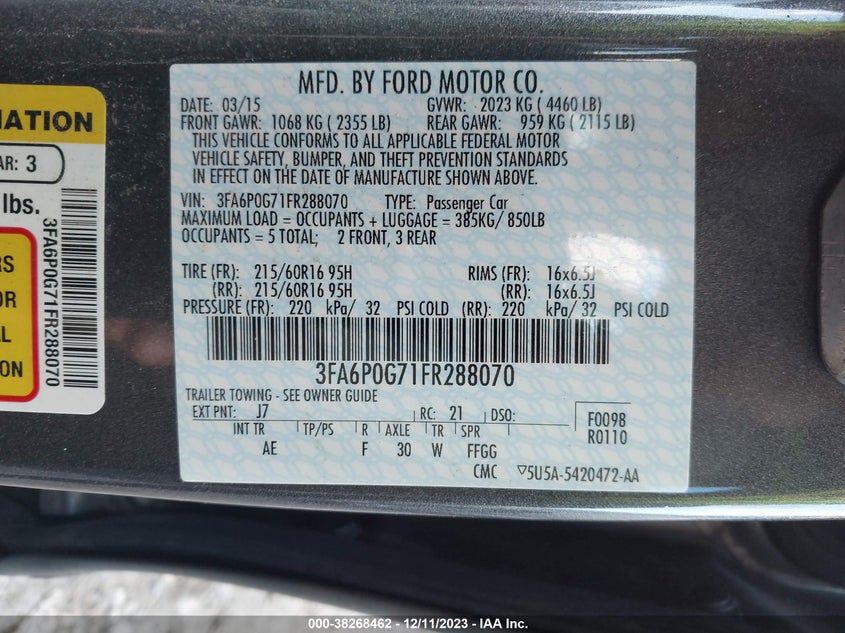 MFD. BY FORD MOTOR CO.
DATE: 03/15 GVWR: 2023 KG ( 4460 LB)
FRONT GAWR: 1068 KG ( 2355 LB) REAR GAWR: 959 KG ( 2115 LB)
THIS VEHICLE CONFORMS TO ALL APPLICABLE FEDERAL MOTOR
VEHICLE SAFETY, BUMPER, AND THEFT PREVENTION STANDARDS
IN EFFECT ON THE DATE OF MANUFACTURE SHOWN ABOVE.
VIN: 3FA6P0G71FR288070 TYPE: Passenger Car
MAXIMUM LOAD = OCCUPANTS + LUGGAGE = 385KG/ 850LB
OCCUPANTS = 5 TOTAL; 2 FRONT, 3 REAR
TIRE (FR): 215/60R16 95H RIMS (FR): 16x6.5J
(RR): 215/60R16 95H (RR): 16x6.5J
PRESSURE (FR): 220 kPa/ 32 PSI COLD (RR): 220 kPa/ 32 PSI COLD
3FA6P0G71FR288070
TRAILER TOWING - SEE OWNER GUIDE
EXT PNT: J7 RC: 21 DSO: F0098
R0110
INT TR TP/PS R AXLE TR SPR
AE F 30 W FFGG
CMC ▽5U5A-5420472-AA
MATION
AR: 3
lbs.
RS
OR
AL
ON
3FA6P0G71FR288070
000-38268462 - 12/11/2023 - IAA Inc.